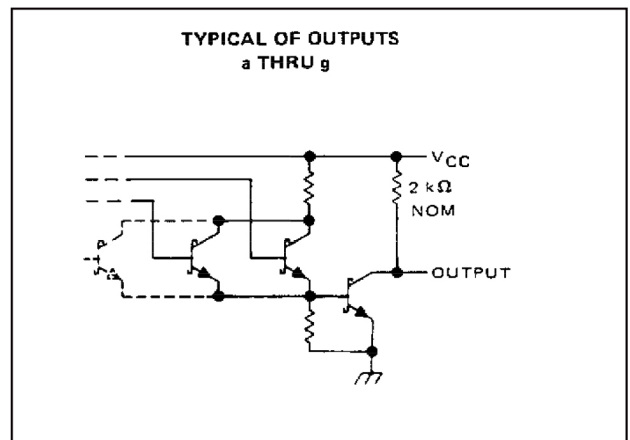 TYPICAL OF OUTPUTS
a THRU g
VCC
2 kΩ
NOM
OUTPUT